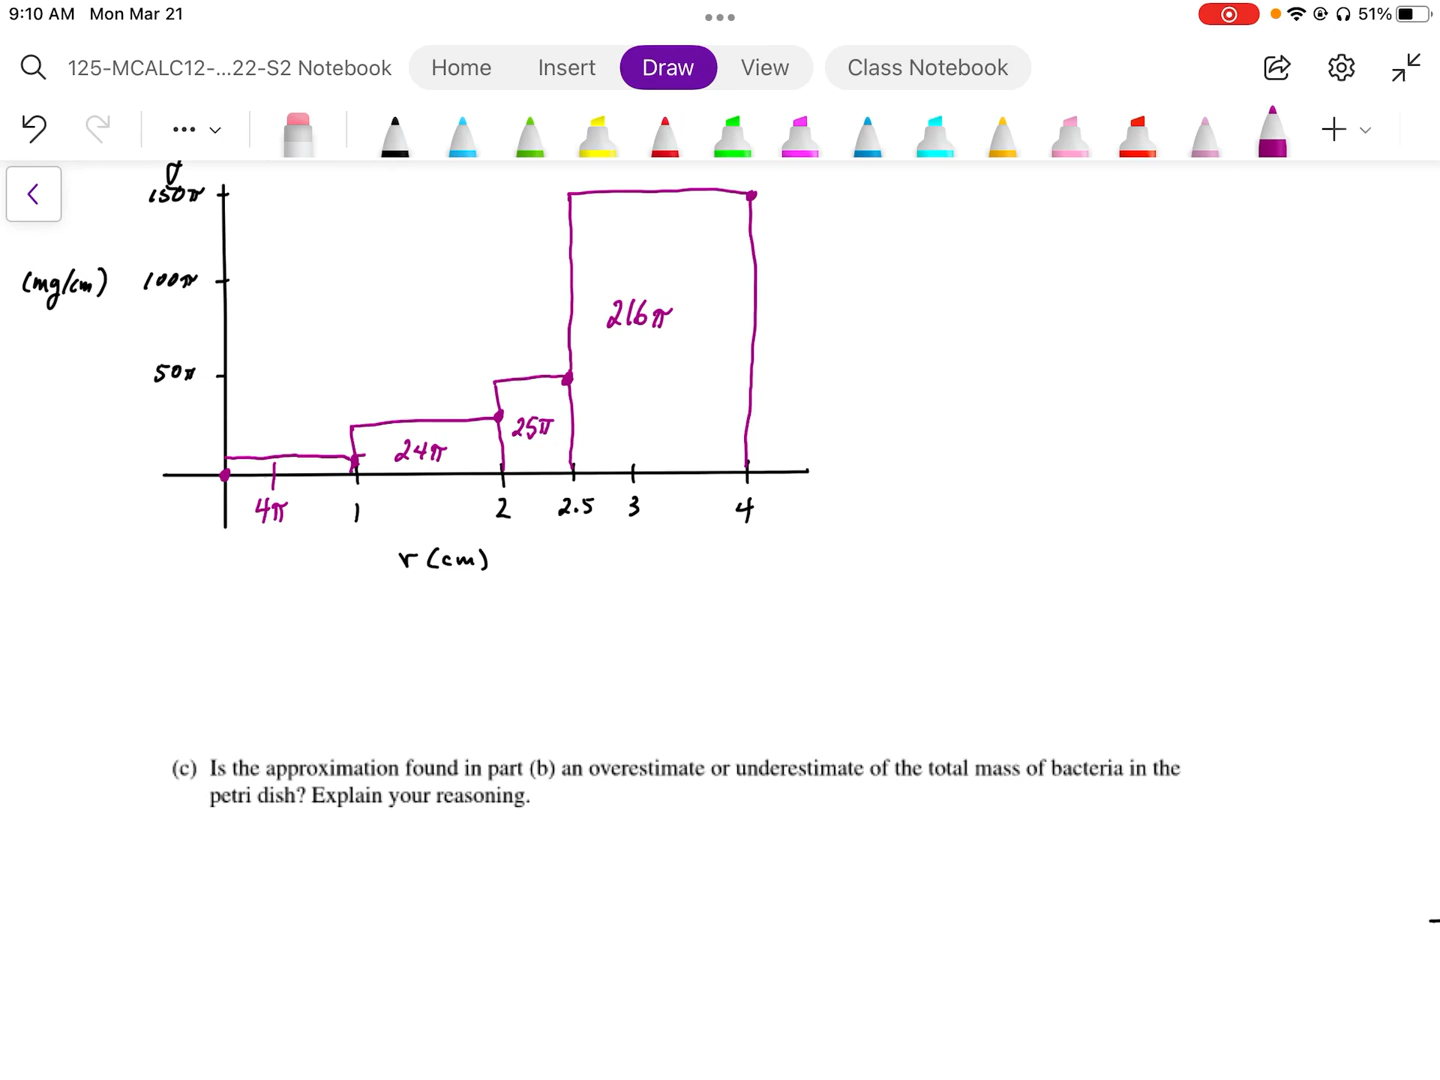 9:10 AM Mon Mar 21
51%
125-MCALC12-...22-S2 Notebook Home Insert Draw View Class Notebook
150π
(mg/cm) 100π
50π
216π
25π
24π
4π 1 2 2.5 3 4
r (cm)
(c) Is the approximation found in part (b) an overestimate or underestimate of the total mass of bacteria in the
petri dish? Explain your reasoning.